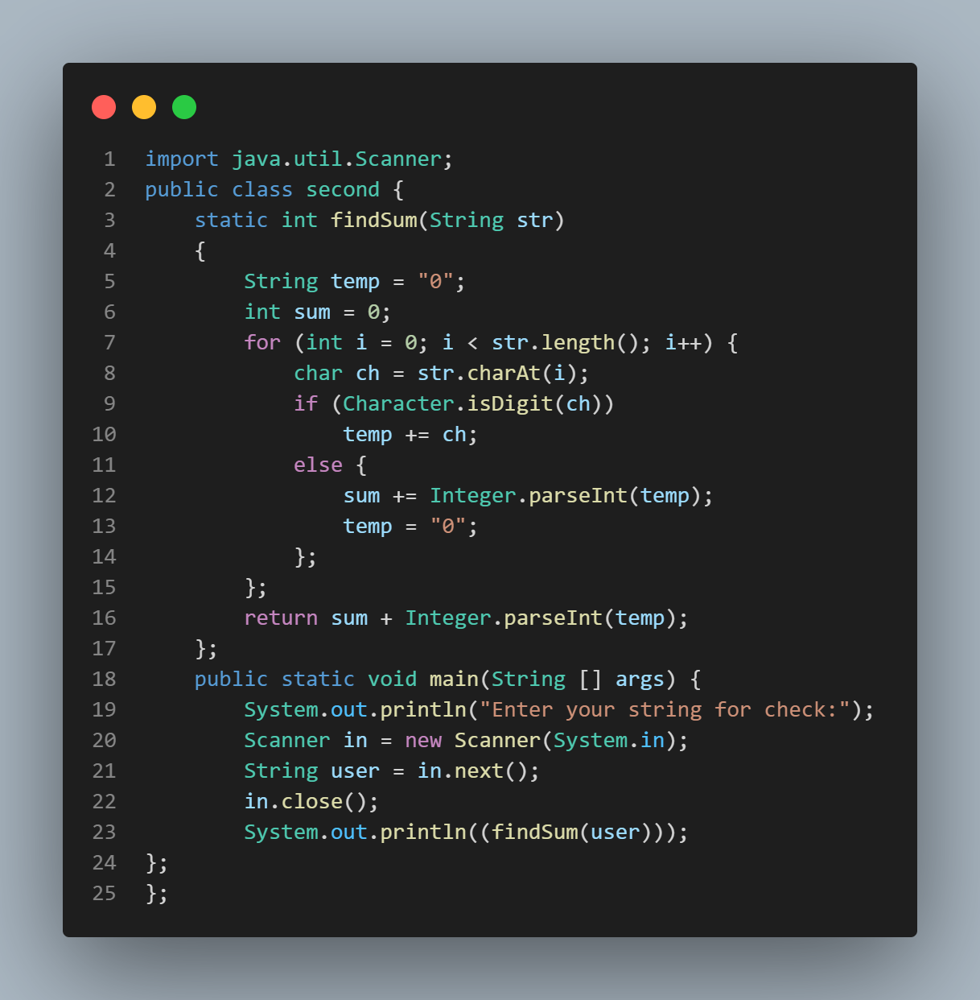 1 import java.util.Scanner;
2 public class second {
3     static int findSum(String str)
4     {
5         String temp = "0";
6         int sum = 0;
7         for (int i = 0; i < str.length(); i++) {
8             char ch = str.charAt(i);
9             if (Character.isDigit(ch))
10                 temp += ch;
11             else {
12                 sum += Integer.parseInt(temp);
13                 temp = "0";
14             };
15         };
16         return sum + Integer.parseInt(temp);
17     };
18     public static void main(String [] args) {
19         System.out.println("Enter your string for check:");
20         Scanner in = new Scanner(System.in);
21         String user = in.next();
22         in.close();
23         System.out.println((findSum(user)));
24 };
25 };